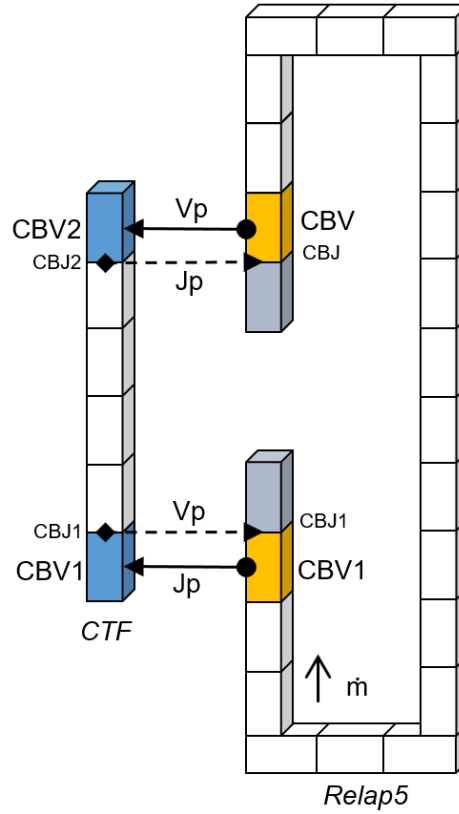 Vp
CBV2
CBV
CBJ2
CBJ
Jp
Vp
CBJ1
CBJ1
CBV1
CBV1
Jp
CTF
ṁ
Relap5